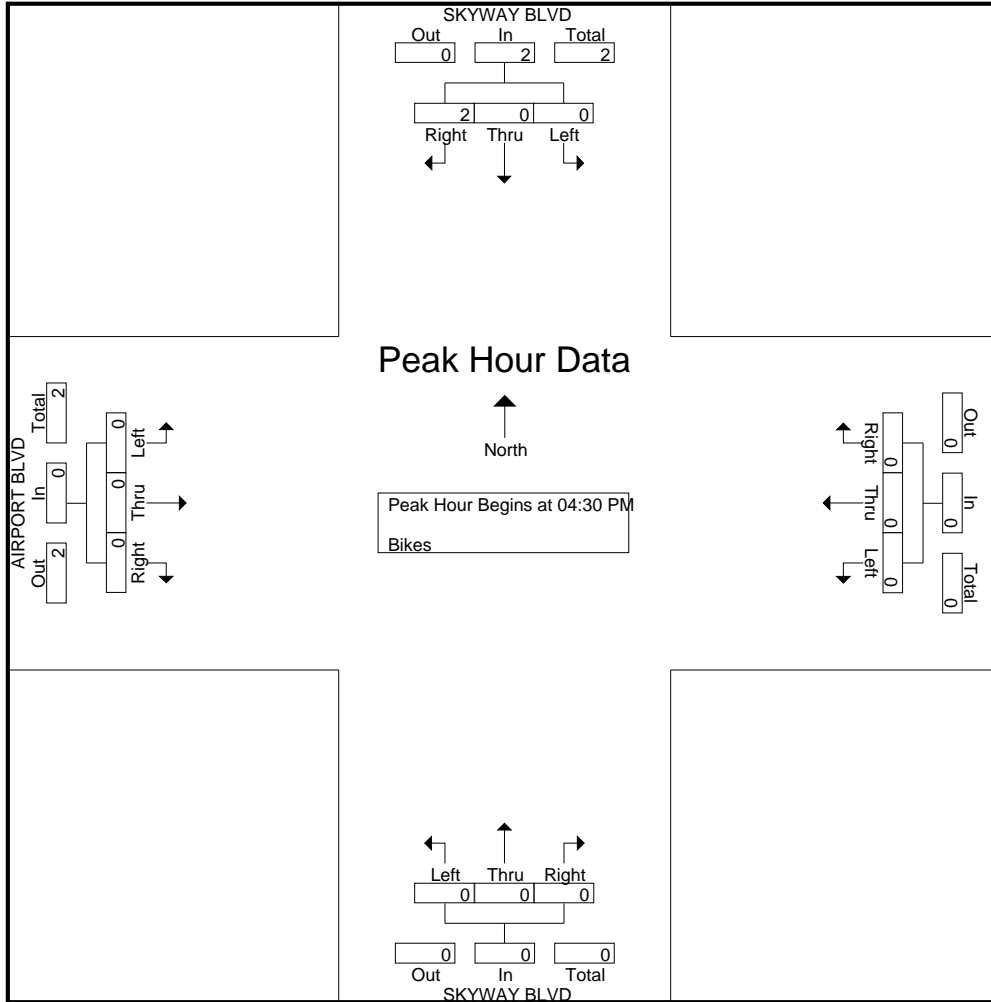 SKYWAY BLVD
Out In Total
0 2 2
2 0 0
Right Thru Left
Peak Hour Data
North
Peak Hour Begins at 04:30 PM
Bikes
AIRPORT BLVD
Total In Out
2 0 2
0 0 0
Left Thru Right
Right Thru Left
0 0 0
Out In Total
0 0 0
Left Thru Right
0 0 0
0 0 0
Out In Total
SKYWAY BLVD